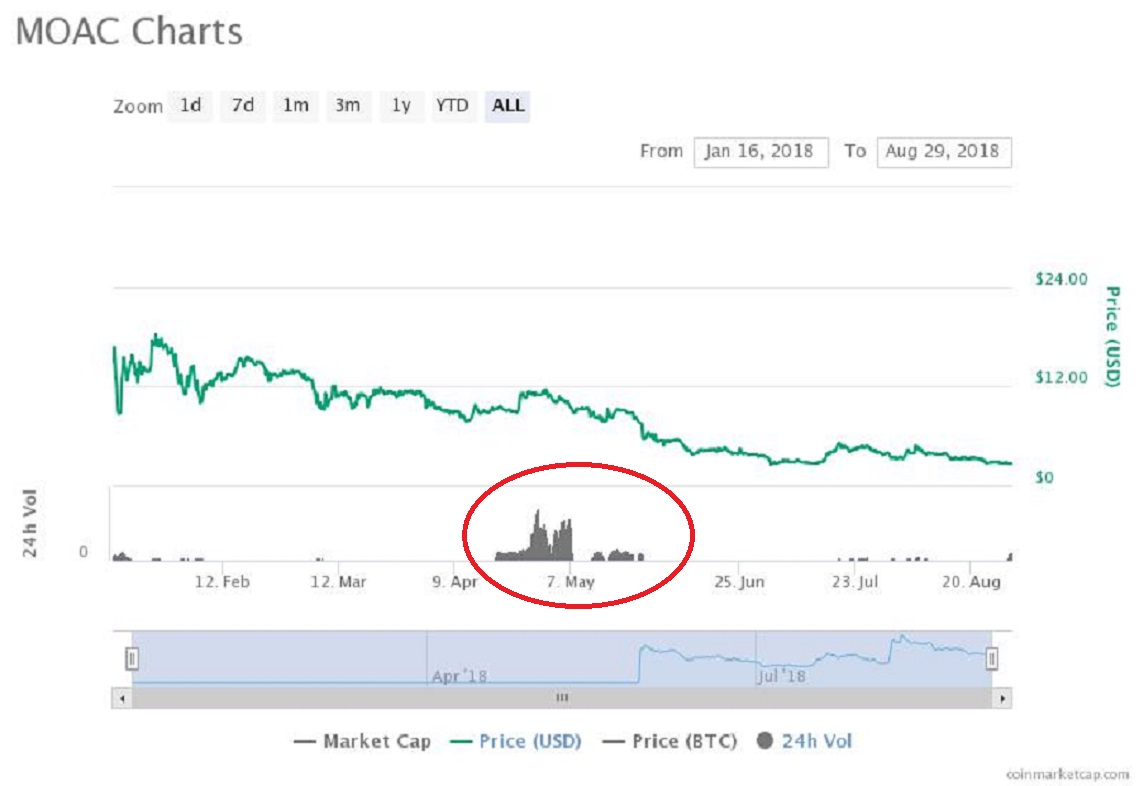 MOAC Charts
Zoom 1d 7d 1m 3m 1y YTD ALL
From Jan 16, 2018 To Aug 29, 2018
$24.00
$12.00
$0
Price (USD)
24h Vol
0
12. Feb 12. Mar 9. Apr 7. May 25. Jun 23. Jul 20. Aug
Apr '18 Jul '18
Market Cap Price (USD) Price (BTC) 24h Vol
coinmarketcap.com